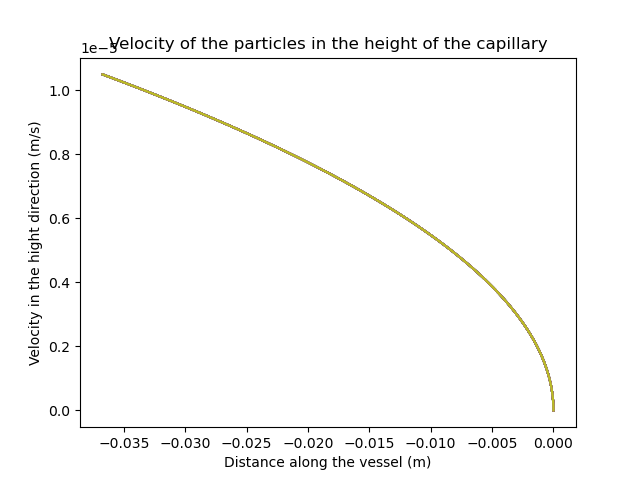 Velocity of the particles in the height of the capillary
1e−5
1.0
0.8
0.6
0.4
0.2
0.0
Velocity in the hight direction (m/s)
−0.035 −0.030 −0.025 −0.020 −0.015 −0.010 −0.005 0.000
Distance along the vessel (m)